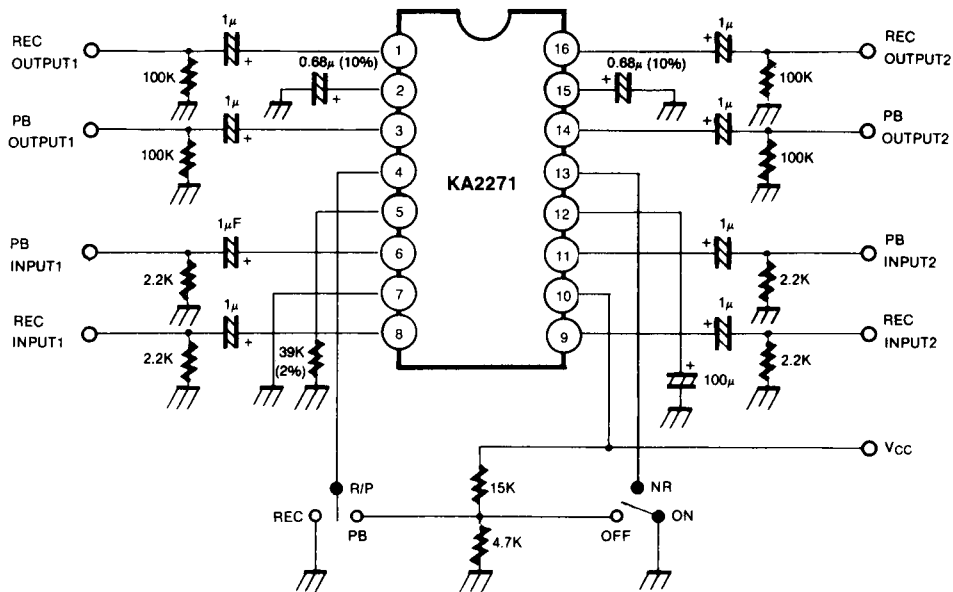 REC
OUTPUT1
1μ
+
100K
0.68μ (10%)
+
PB
OUTPUT1
1μ
+
100K
PB
INPUT1
1μF
+
2.2K
REC
INPUT1
1μ
+
2.2K
39K
(2%)
1
2
3
4
5
6
7
8
KA2271
16
15
14
13
12
11
10
9
+
1μ
REC
OUTPUT2
0.68μ (10%)
+
100K
+
1μ
PB
OUTPUT2
100K
+
1μ
PB
INPUT2
2.2K
+
1μ
REC
INPUT2
2.2K
+
100μ
VCC
R/P
REC
PB
15K
4.7K
NR
OFF
ON